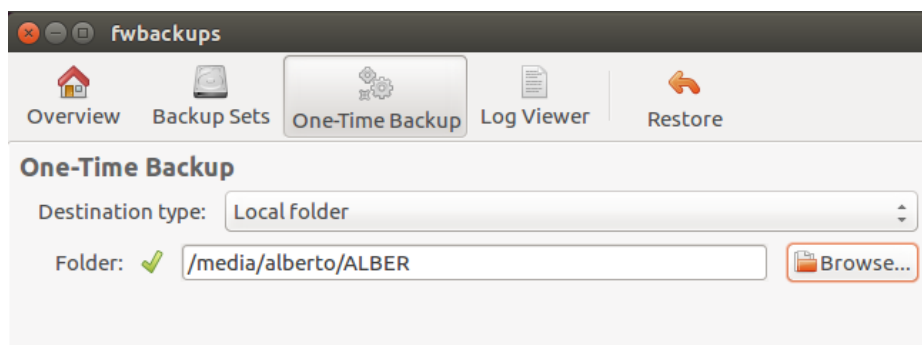 fwbackups
Overview Backup Sets One-Time Backup Log Viewer Restore
One-Time Backup
Destination type: Local folder
Folder: /media/alberto/ALBER Browse...